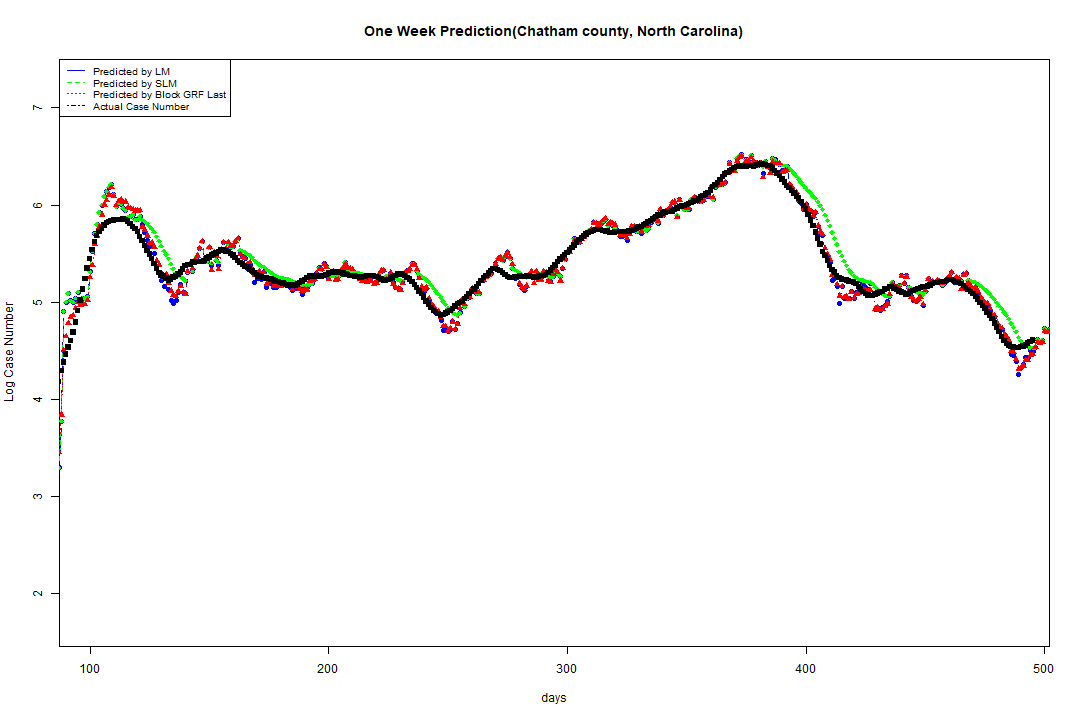 One Week Prediction(Chatham county, North Carolina)
Predicted by LM
Predicted by SLM
Predicted by Block GRF Last
Actual Case Number
7
6
5
4
3
2
Log Case Number
100 200 300 400 500
days